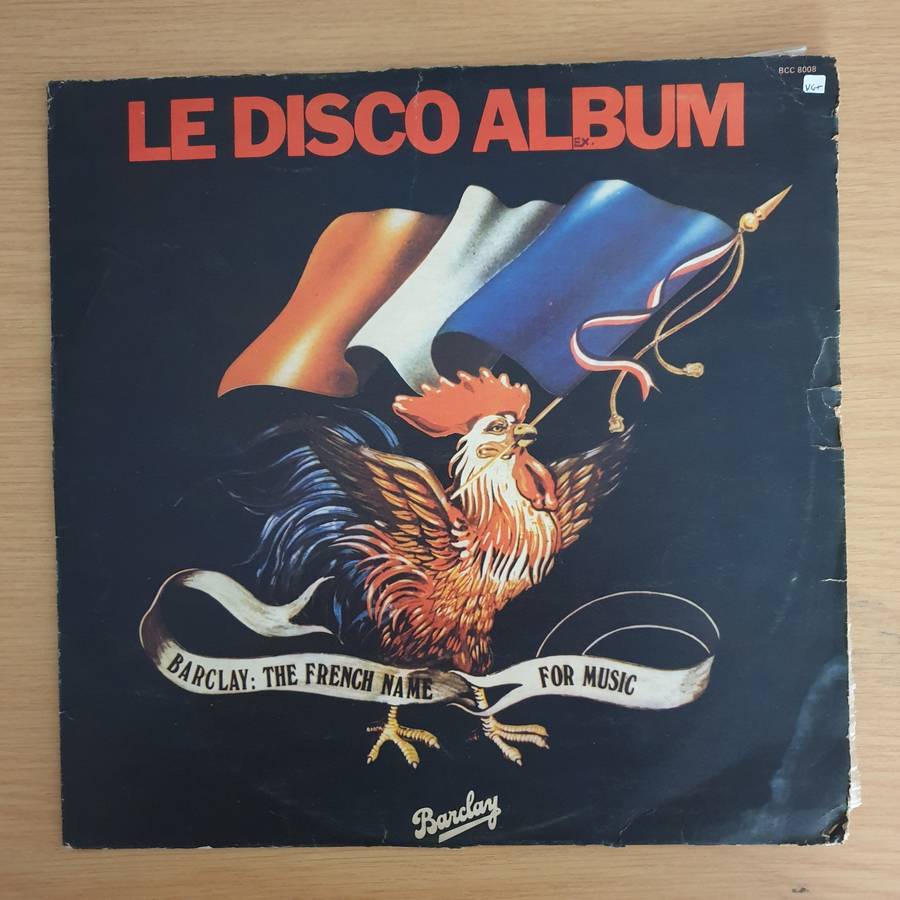 BCC 8008
VG+
LE DISCO ALBUM
EX.
BARCLAY: THE FRENCH NAME FOR MUSIC
Barclay